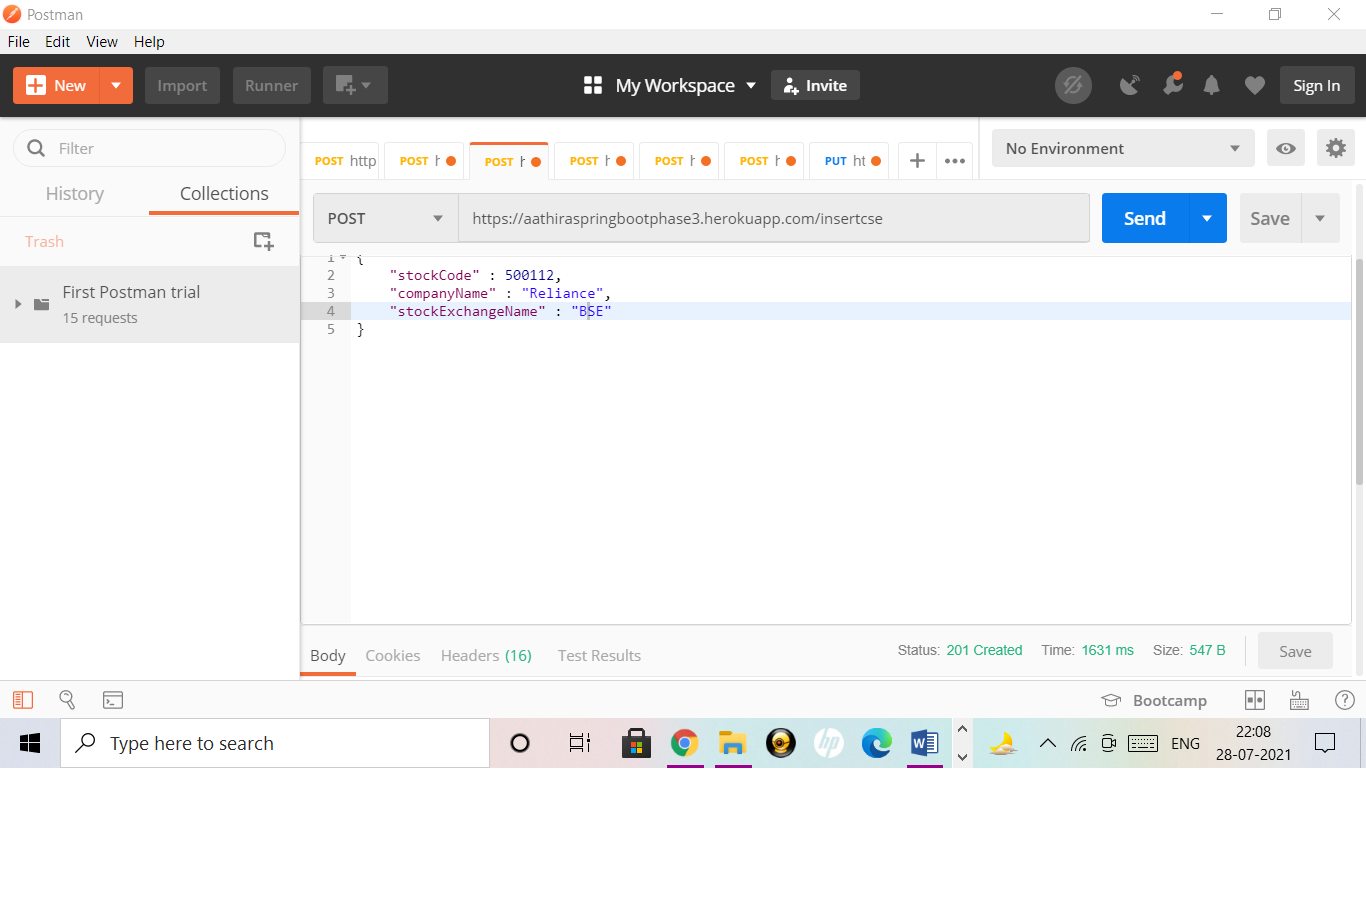 Postman
File Edit View Help
New Import Runner My Workspace Invite Sign In
Filter
History Collections
Trash
First Postman trial
15 requests
POST http POST h POST h POST h POST h POST h PUT ht + •••
No Environment
POST https://aathiraspringbootphase3.herokuapp.com/insertcse Send Save
1 {
2 "stockCode" : 500112,
3 "companyName" : "Reliance",
4 "stockExchangeName" : "BSE"
5 }
Body Cookies Headers (16) Test Results Status: 201 Created Time: 1631 ms Size: 547 B Save
Bootcamp
Type here to search
hp
W
ENG
22:08
28-07-2021